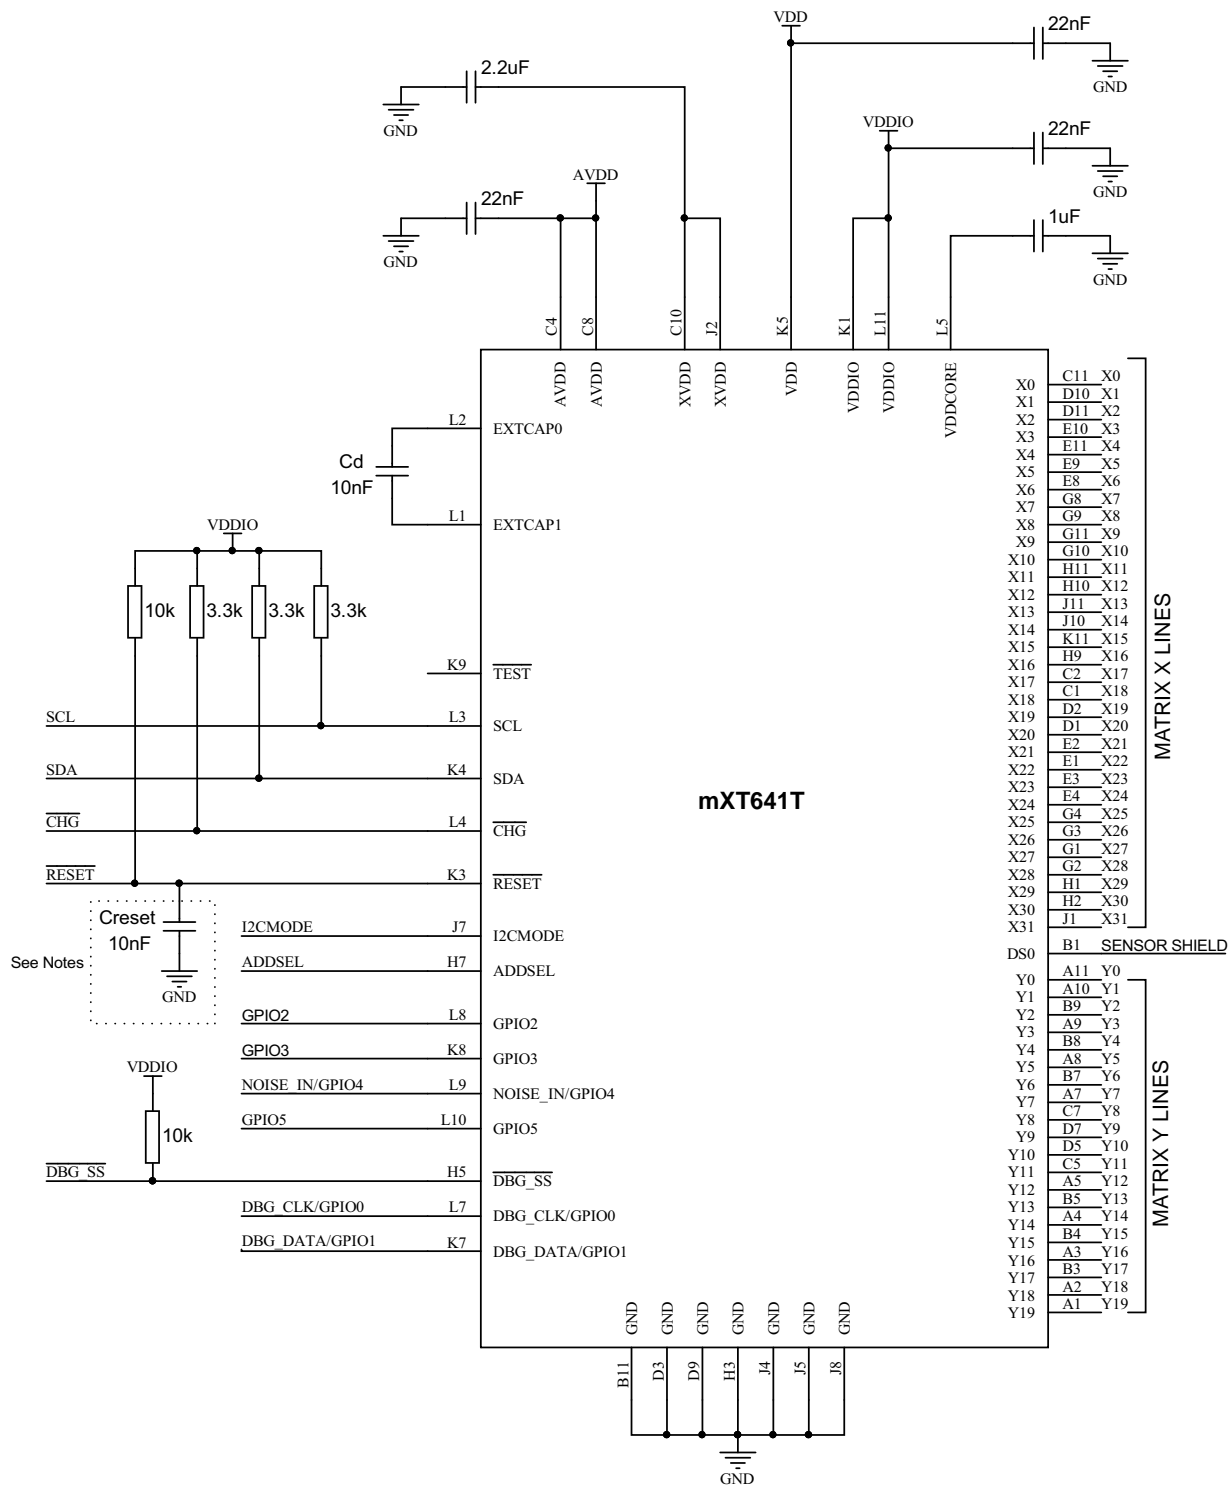 VDD
22nF
GND
2.2uF
GND
VDDIO
22nF
GND
AVDD
22nF
GND
1uF
GND
C4
C8
C10
J2
K5
K1
L11
L5
AVDD
AVDD
XVDD
XVDD
VDD
VDDIO
VDDIO
VDDCORE
L2
EXTCAP0
Cd
10nF
L1
EXTCAP1
VDDIO
10k
3.3k
3.3k
3.3k
K9
TEST
SCL
L3
SCL
SDA
K4
SDA
CHG
L4
CHG
RESET
K3
RESET
Creset
10nF
See Notes
GND
I2CMODE
J7
I2CMODE
ADDSEL
H7
ADDSEL
GPIO2
L8
GPIO2
GPIO3
K8
GPIO3
NOISE_IN/GPIO4
L9
NOISE_IN/GPIO4
GPIO5
L10
GPIO5
VDDIO
10k
DBG_SS
H5
DBG_SS
DBG_CLK/GPIO0
L7
DBG_CLK/GPIO0
DBG_DATA/GPIO1
K7
DBG_DATA/GPIO1
mXT641T
X0 C11 X0
X1 D10 X1
X2 D11 X2
X3 E10 X3
X4 E11 X4
X5 E9 X5
X6 E8 X6
X7 G8 X7
X8 G9 X8
X9 G11 X9
X10 G10 X10
X11 H11 X11
X12 H10 X12
X13 J11 X13
X14 J10 X14
X15 K11 X15
X16 H9 X16
X17 C2 X17
X18 C1 X18
X19 D2 X19
X20 D1 X20
X21 E2 X21
X22 E1 X22
X23 E3 X23
X24 E4 X24
X25 G4 X25
X26 G3 X26
X27 G1 X27
X28 G2 X28
X29 H1 X29
X30 H2 X30
X31 J1 X31
MATRIX X LINES
DS0 B1 SENSOR SHIELD
Y0 A11 Y0
Y1 A10 Y1
Y2 B9 Y2
Y3 A9 Y3
Y4 B8 Y4
Y5 A8 Y5
Y6 B7 Y6
Y7 A7 Y7
Y8 C7 Y8
Y9 D7 Y9
Y10 D5 Y10
Y11 C5 Y11
Y12 A5 Y12
Y13 B5 Y13
Y14 A4 Y14
Y15 B4 Y15
Y16 A3 Y16
Y17 B3 Y17
Y18 A2 Y18
Y19 A1 Y19
MATRIX Y LINES
GND
GND
GND
GND
GND
GND
GND
B11
D3
D9
H3
J4
J5
J8
GND